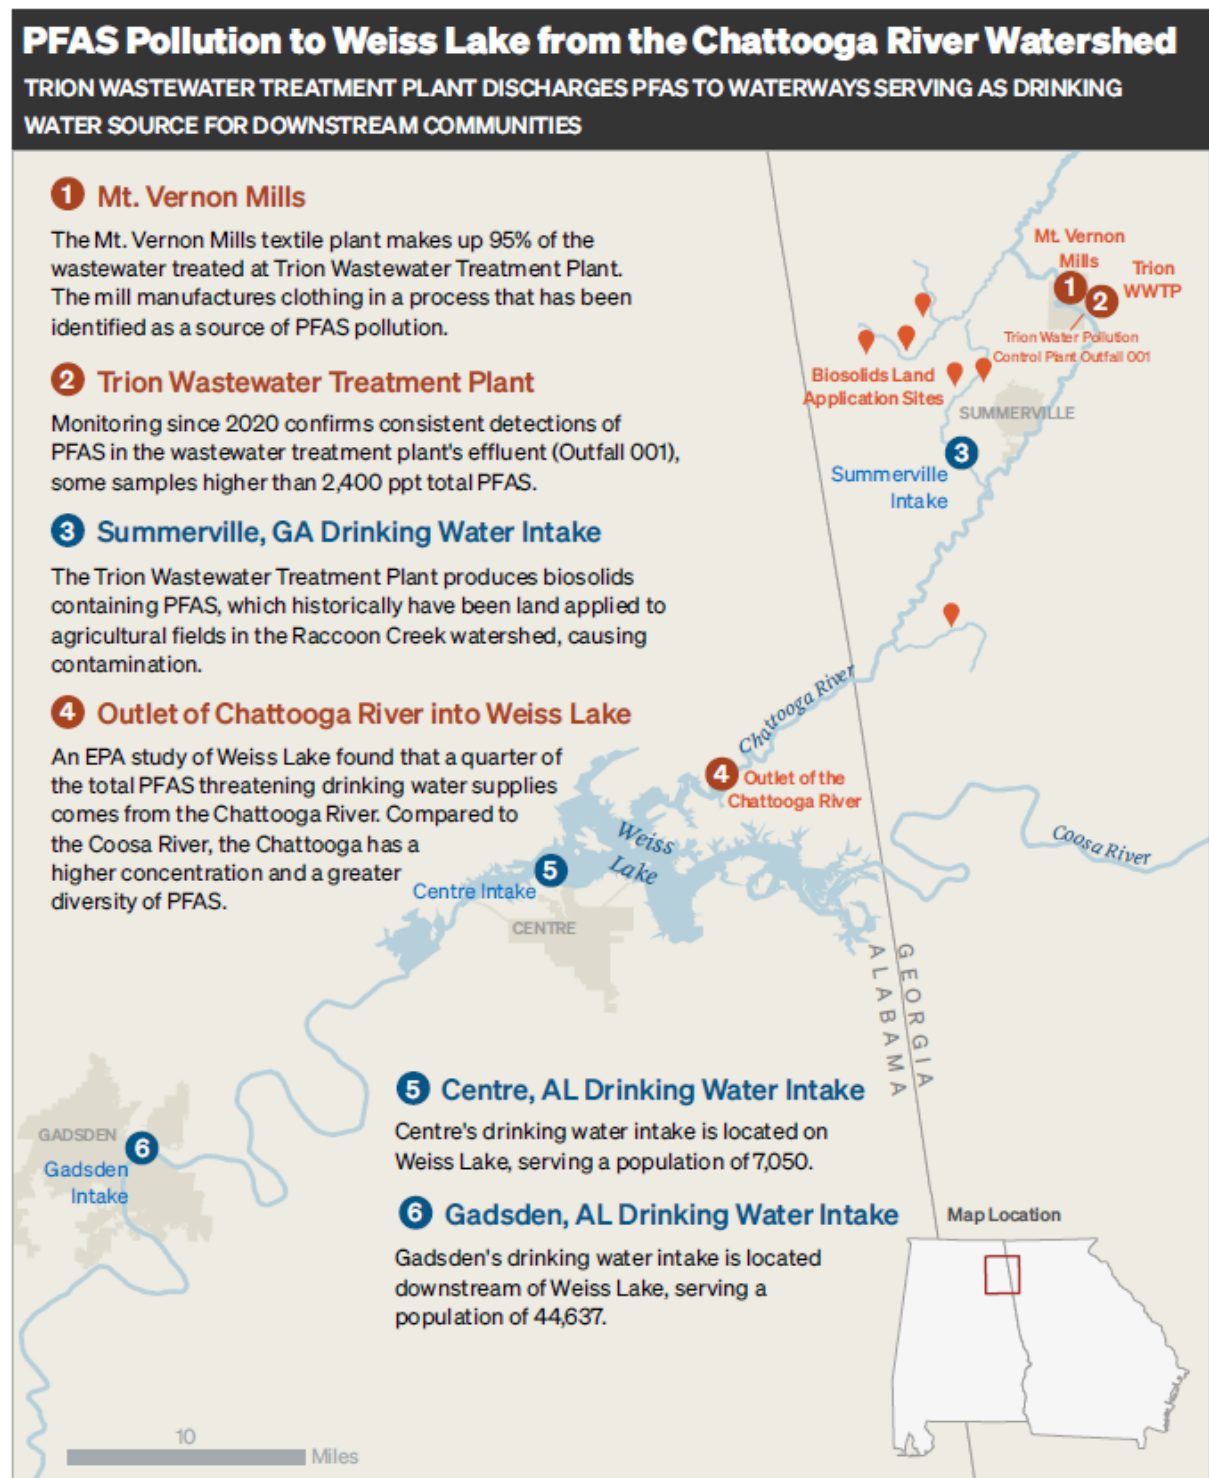 PFAS Pollution to Weiss Lake from the Chattooga River Watershed
TRION WASTEWATER TREATMENT PLANT DISCHARGES PFAS TO WATERWAYS SERVING AS DRINKING
WATER SOURCE FOR DOWNSTREAM COMMUNITIES
1 Mt. Vernon Mills
The Mt. Vernon Mills textile plant makes up 95% of the
wastewater treated at Trion Wastewater Treatment Plant.
The mill manufactures clothing in a process that has been
identified as a source of PFAS pollution.
2 Trion Wastewater Treatment Plant
Monitoring since 2020 confirms consistent detections of
PFAS in the wastewater treatment plant's effluent (Outfall 001),
some samples higher than 2,400 ppt total PFAS.
3 Summerville, GA Drinking Water Intake
The Trion Wastewater Treatment Plant produces biosolids
containing PFAS, which historically have been land applied to
agricultural fields in the Raccoon Creek watershed, causing
contamination.
4 Outlet of Chattooga River into Weiss Lake
An EPA study of Weiss Lake found that a quarter of
the total PFAS threatening drinking water supplies
comes from the Chattooga River. Compared to
the Coosa River, the Chattooga has a
higher concentration and a greater
diversity of PFAS.
Mt. Vernon
Mills
1
2
Trion
WWTP
Trion Water Pollution
Control Plant Outfall 001
Biosolids Land
Application Sites
SUMMERVILLE
3
Summerville
Intake
Chattooga River
4
Outlet of the
Chattooga River
Weiss
Lake
Coosa River
5
Centre Intake
CENTRE
GEORGIA
ALABAMA
5 Centre, AL Drinking Water Intake
Centre's drinking water intake is located on
Weiss Lake, serving a population of 7,050.
GADSDEN
6
Gadsden
Intake
6 Gadsden, AL Drinking Water Intake
Gadsden's drinking water intake is located
downstream of Weiss Lake, serving a
population of 44,637.
Map Location
10
Miles